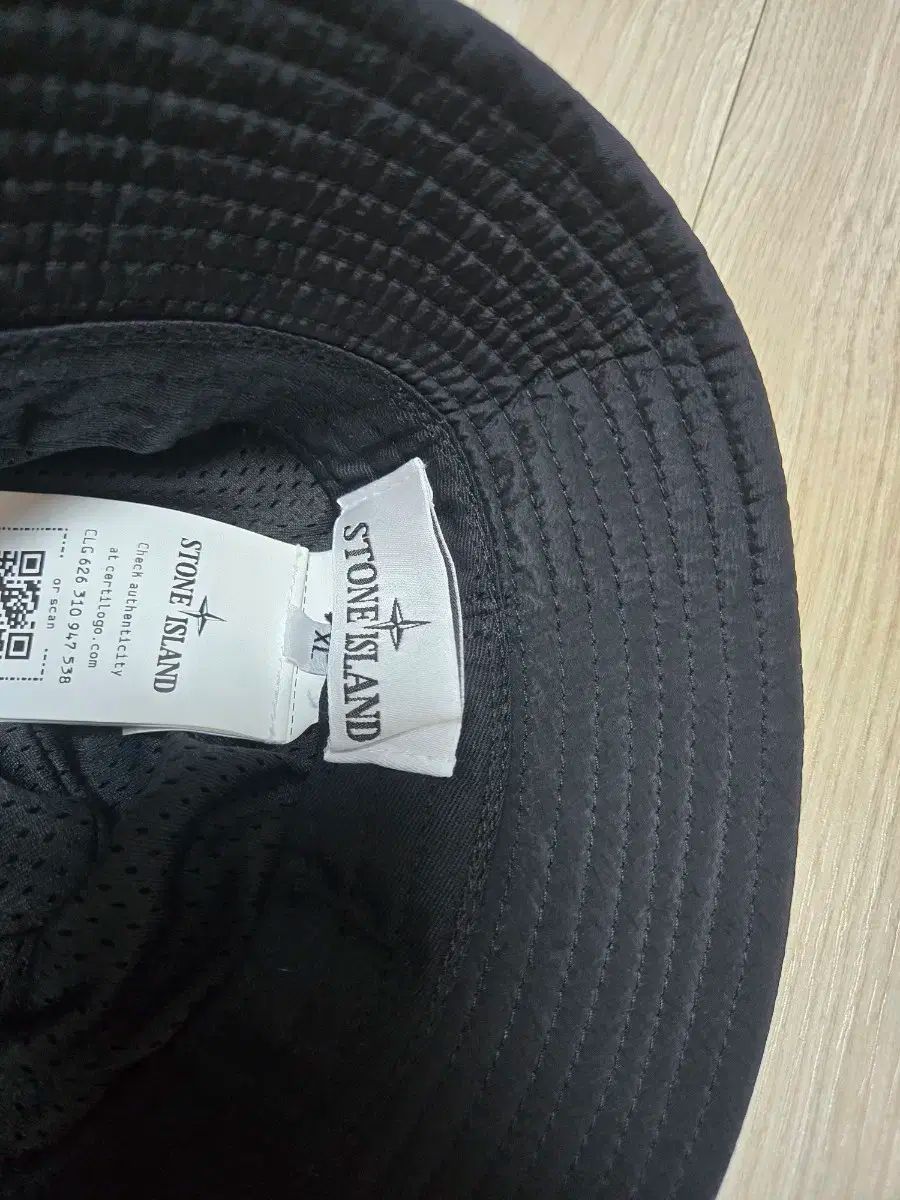 STONE ISLAND
XL
STONE ISLAND
Check authenticity
at certilogo.com
CLG 626 310 947 538
or scan